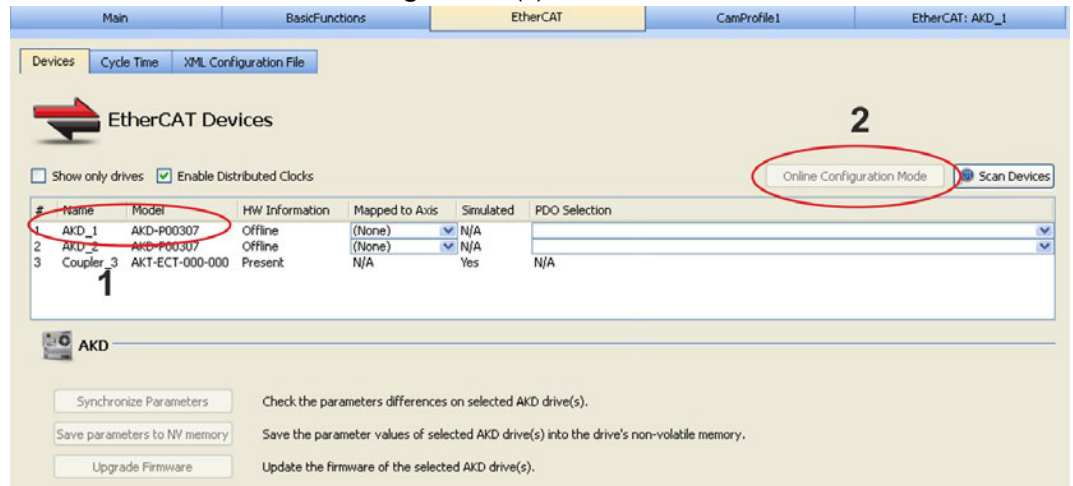 Main BasicFunctions EtherCAT CamProfile1 EtherCAT: AKD_1
Devices Cycle Time XML Configuration File
EtherCAT Devices
2
Show only drives Enable Distributed Clocks Online Configuration Mode Scan Devices
# Name Model HW Information Mapped to Axis Simulated PDO Selection
1 AKD_1 AKD-P00307 Offline (None) N/A
2 AKD_2 AKD-P00307 Offline (None) N/A
3 Coupler_3 AKT-ECT-000-000 Present N/A Yes N/A
1
AKD
Synchronize Parameters Check the parameters differences on selected AKD drive(s).
Save parameters to NV memory Save the parameter values of selected AKD drive(s) into the drive's non-volatile memory.
Upgrade Firmware Update the firmware of the selected AKD drive(s).